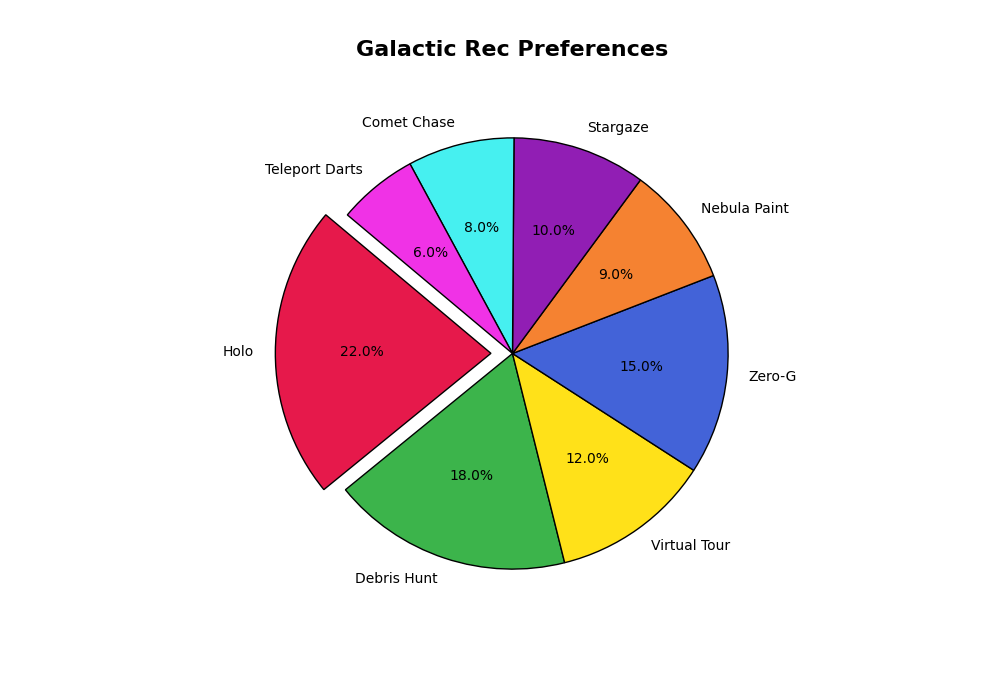 Galactic Rec Preferences
Comet Chase
Stargaze
Teleport Darts
Nebula Paint
8.0%
10.0%
6.0%
9.0%
Holo
22.0%
15.0%
Zero-G
12.0%
18.0%
Virtual Tour
Debris Hunt